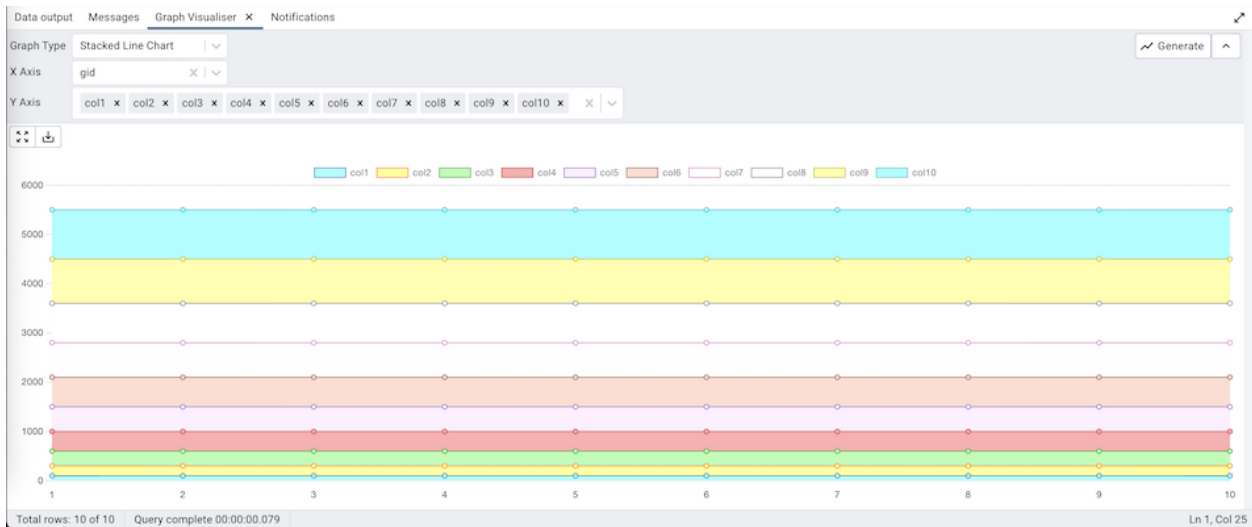 Data output Messages Graph Visualiser × Notifications
Graph Type Stacked Line Chart Generate
X Axis gid ×
Y Axis col1 × col2 × col3 × col4 × col5 × col6 × col7 × col8 × col9 × col10 × ×
col1 col2 col3 col4 col5 col6 col7 col8 col9 col10
6000
5000
4000
3000
2000
1000
0
1 2 3 4 5 6 7 8 9 10
Total rows: 10 of 10 Query complete 00:00:00.079 Ln 1, Col 25